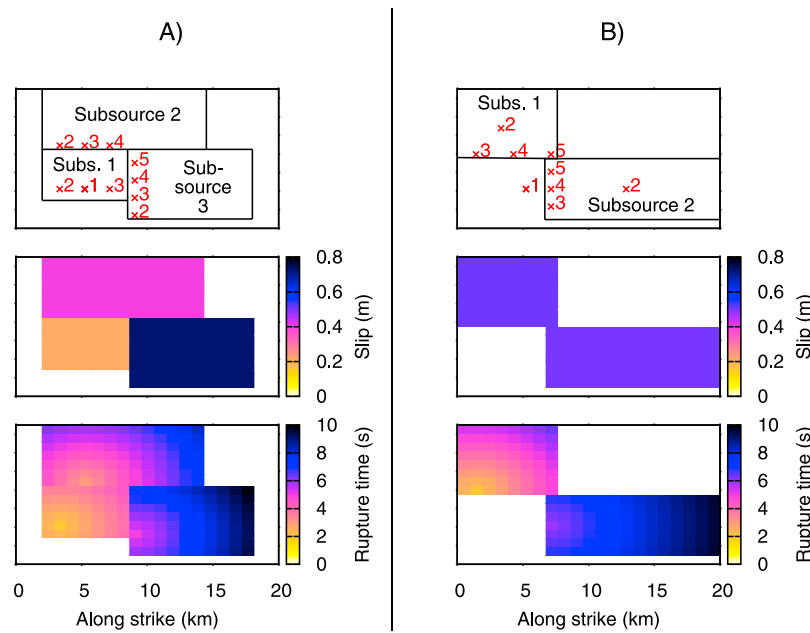 A)
B)
Subsource 2
×2 ×3 ×4
Subs. 1
×2 ×1 ×3
×5
×4
×3
×2
Sub-
source
3
Subs. 1
×2
×3 ×4 ×5
×1
×5
×4
×3
×2
Subsource 2
0.8
0.6
0.4
0.2
0
Slip (m)
0.8
0.6
0.4
0.2
0
Slip (m)
10
8
6
4
2
0
Rupture time (s)
10
8
6
4
2
0
Rupture time (s)
0 5 10 15 20
Along strike (km)
0 5 10 15 20
Along strike (km)